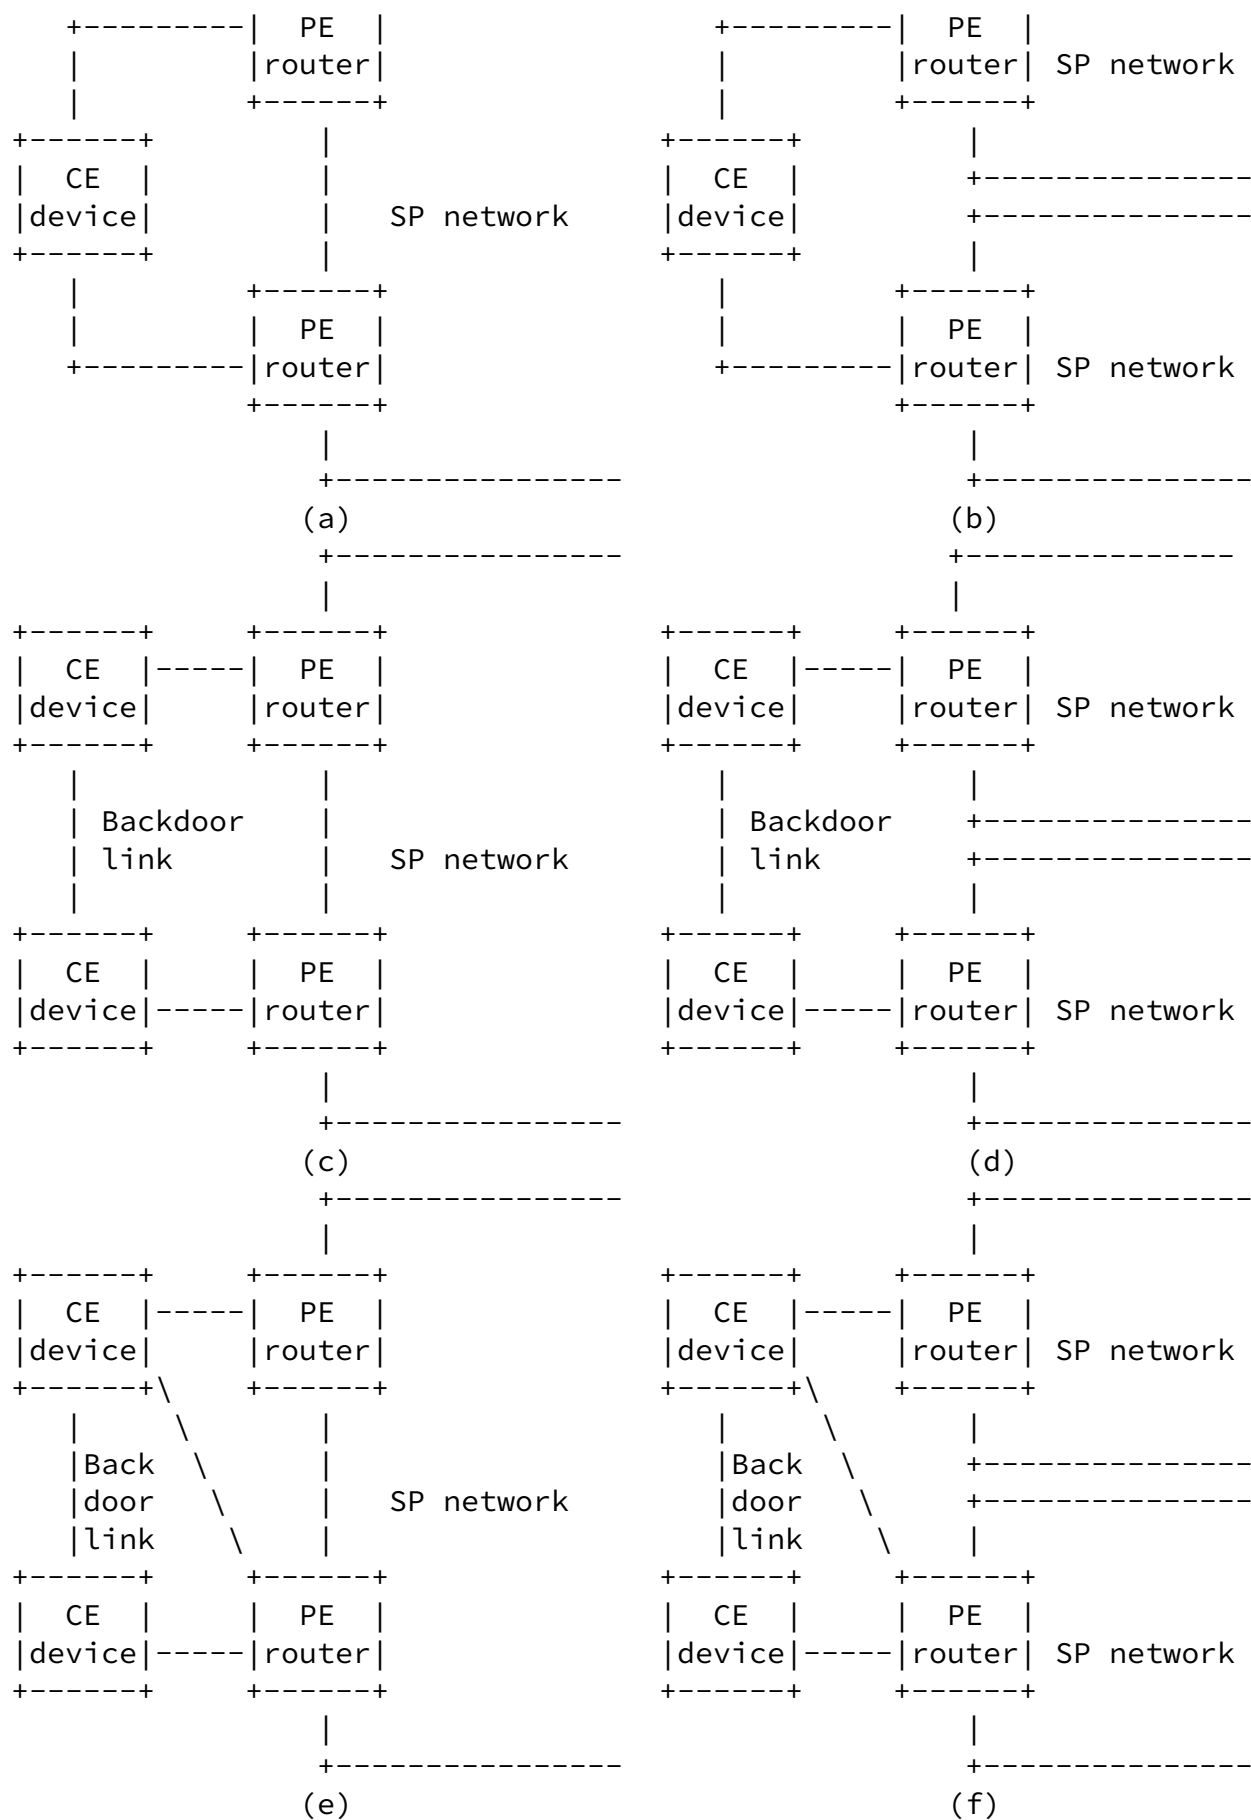 +---------|  PE  |                     +---------|  PE  |
|         |router|                     |         |router| SP network
|         +------+                     |         +------+
+------+           |                     +------+           |
|  CE  |           |                     |  CE  |           +---------------
|device|           |    SP network       |device|           +---------------
+------+           |                     +------+           |
|         +------+                     |         +------+
|         |  PE  |                     |         |  PE  |
+---------|router|                     +---------|router| SP network
+------+                               +------+
|                                        |
+----------------                        +---------------
(a)                                      (b)
+----------------                       +---------------
|                                       |
+------+     +------+                  +------+     +------+
|  CE  |-----|  PE  |                  |  CE  |-----|  PE  |
|device|     |router|                  |device|     |router| SP network
+------+     +------+                  +------+     +------+
|               |                      |               |
| Backdoor      |                      | Backdoor      +---------------
| link          |    SP network        | link          +---------------
|               |                      |               |
+------+     +------+                  +------+     +------+
|  CE  |     |  PE  |                  |  CE  |     |  PE  |
|device|-----|router|                  |device|-----|router| SP network
+------+     +------+                  +------+     +------+
|                                        |
+----------------                        +---------------
(c)                                      (d)
+----------------                        +---------------
|                                        |
+------+     +------+                  +------+     +------+
|  CE  |-----|  PE  |                  |  CE  |-----|  PE  |
|device|     |router|                  |device|     |router| SP network
+------+\    +------+                  +------+\    +------+
|     \         |                      |     \         |
|Back  \        |                      |Back  \        +---------------
|door   \       |    SP network        |door   \       +---------------
|link    \      |                      |link    \      |
+------+     +------+                  +------+     +------+
|  CE  |     |  PE  |                  |  CE  |     |  PE  |
|device|-----|router|                  |device|-----|router| SP network
+------+     +------+                  +------+     +------+
|                                        |
+----------------                        +---------------
(e)                                      (f)